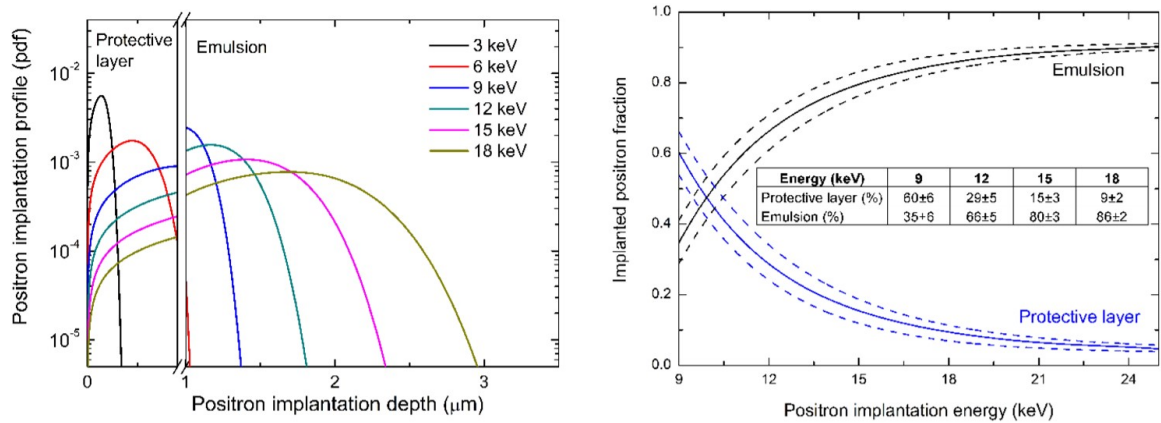 Protective
layer
Emulsion
3 keV
6 keV
9 keV
12 keV
15 keV
18 keV
10⁻²
10⁻³
10⁻⁴
10⁻⁵
Positron implantation profile (pdf)
0
1
2
3
Positron implantation depth (μm)
1.0
0.8
0.6
0.4
0.2
0.0
Implanted positron fraction
Emulsion
Energy (keV) 9 12 15 18
Protective layer (%) 60±6 29±5 15±3 9±2
Emulsion (%) 35±6 66±5 80±3 86±2
Protective layer
9 12 15 18 21 24
Positron implantation energy (keV)